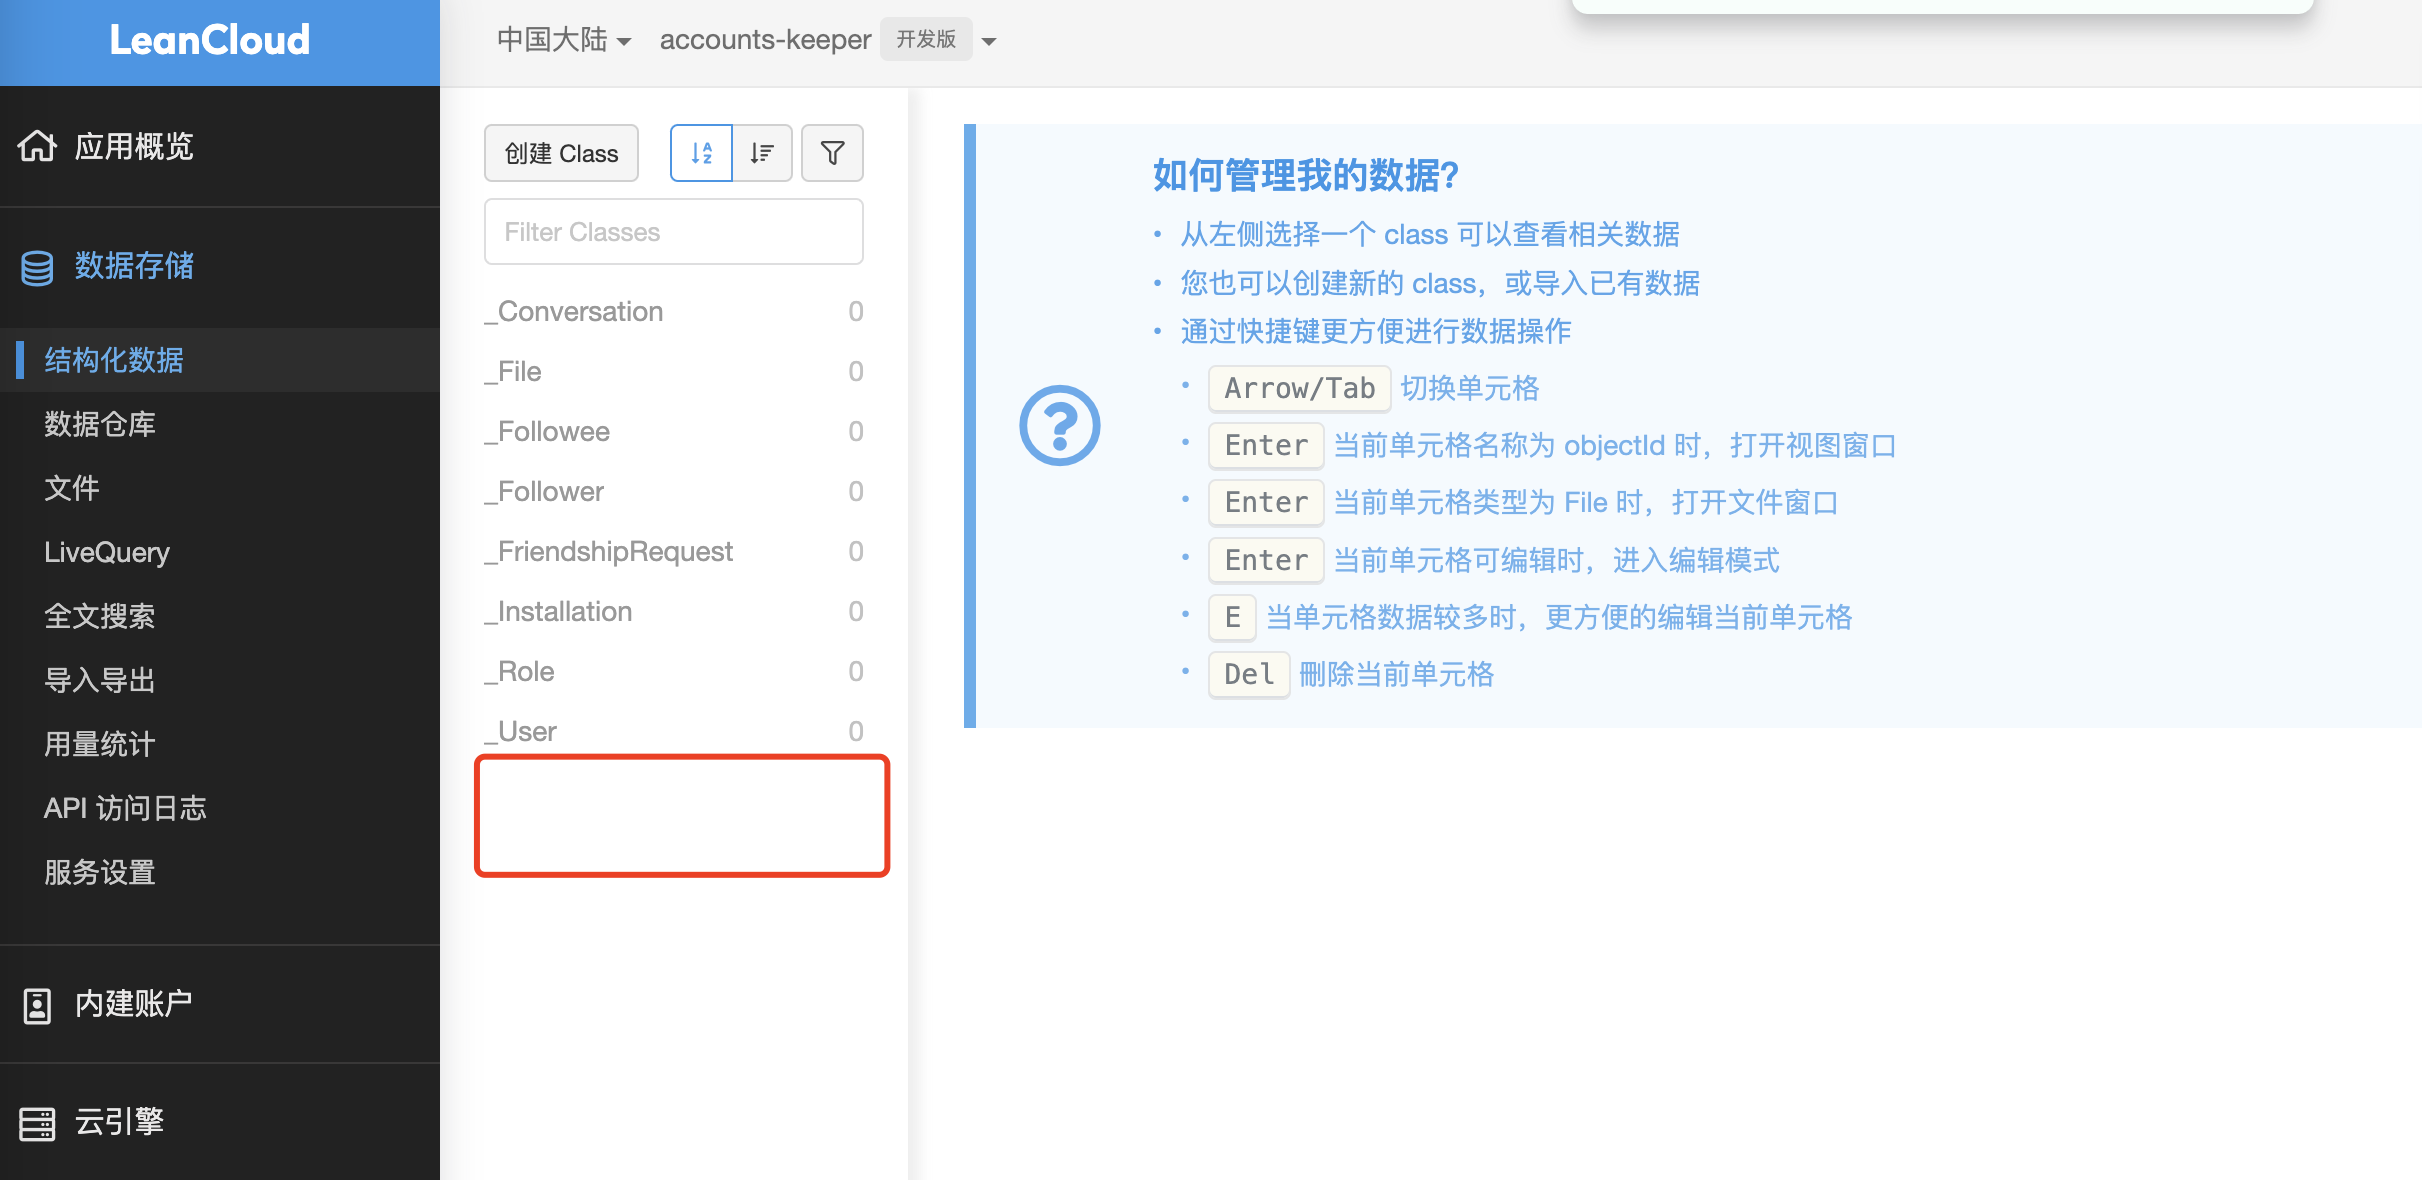 LeanCloud
中国大陆 accounts-keeper 开发版
应用概览
数据存储
结构化数据
数据仓库
文件
LiveQuery
全文搜索
导入导出
用量统计
API 访问日志
服务设置
内建账户
云引擎
创建 Class
Filter Classes
_Conversation 0
_File 0
_Followee 0
_Follower 0
_FriendshipRequest 0
_Installation 0
_Role 0
_User 0
如何管理我的数据?
• 从左侧选择一个 class 可以查看相关数据
• 您也可以创建新的 class，或导入已有数据
• 通过快捷键更方便进行数据操作
• Arrow/Tab 切换单元格
• Enter 当前单元格名称为 objectId 时，打开视图窗口
• Enter 当前单元格类型为 File 时，打开文件窗口
• Enter 当前单元格可编辑时，进入编辑模式
• E 当单元格数据较多时，更方便的编辑当前单元格
• Del 刪除当前单元格